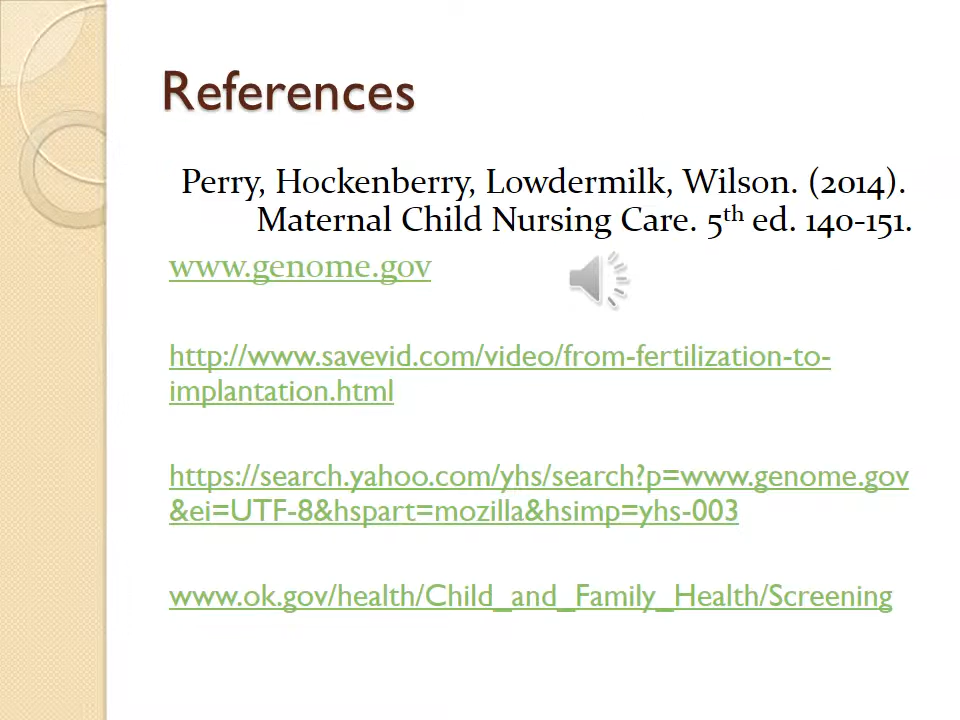 References
Perry, Hockenberry, Lowdermilk, Wilson. (2014).
Maternal Child Nursing Care. 5th ed. 140-151.
www.genome.gov
http://www.savevid.com/video/from-fertilization-to-
implantation.html
https://search.yahoo.com/yhs/search?p=www.genome.gov
&ei=UTF-8&hspart=mozilla&hsimp=yhs-003
www.ok.gov/health/Child_and_Family_Health/Screening